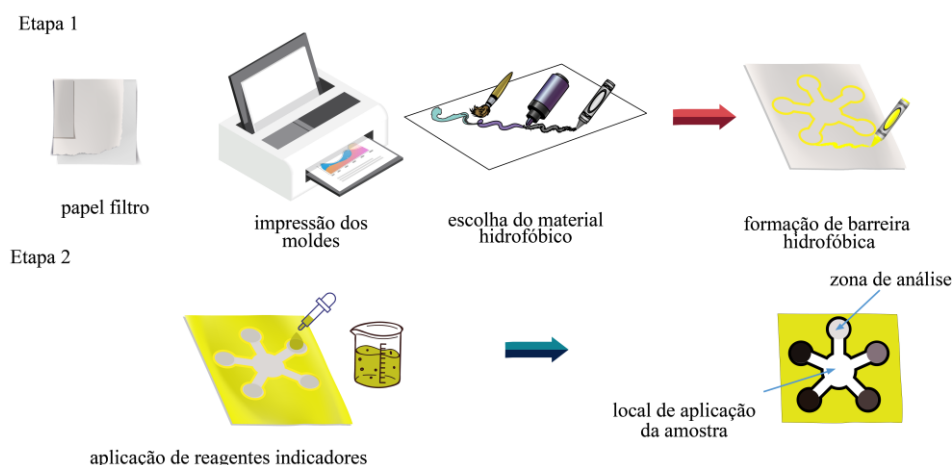 Etapa 1
papel filtro
impressão dos
moldes
escolha do material
hidrofóbico
formação de barreira
hidrofóbica
Etapa 2
zona de análise
local de aplicação
da amostra
aplicação de reagentes indicadores